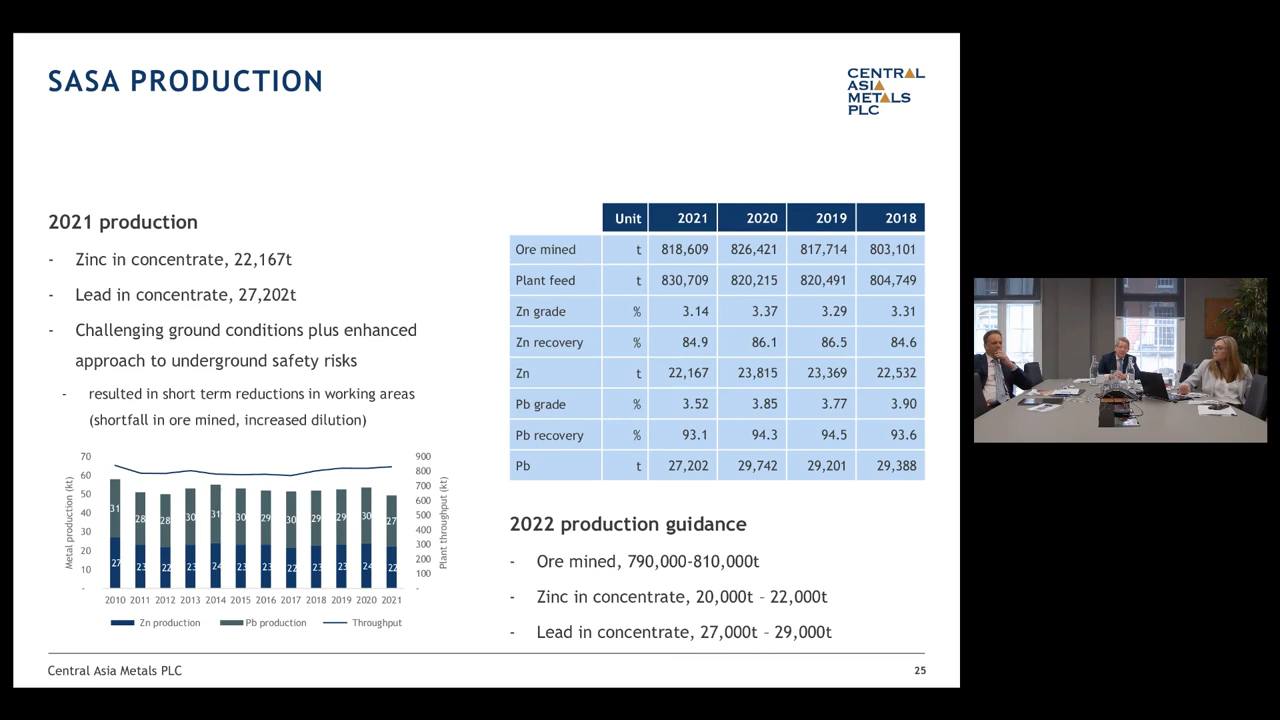 SASA PRODUCTION
CENTRAL
ASIA
METALS
PLC
2021 production
- Zinc in concentrate, 22,167t
- Lead in concentrate, 27,202t
- Challenging ground conditions plus enhanced
approach to underground safety risks
- resulted in short term reductions in working areas
(shortfall in ore mined, increased dilution)
Metal production (kt)
70
60
50
40
30
20
10
-
31 28 28 30 31 30 29 30 29 29 30 27
27 23 22 23 24 23 23 22 23 23 24 22
2010 2011 2012 2013 2014 2015 2016 2017 2018 2019 2020 2021
900
800
700
600
500
400
300
200
100
-
Plant throughput (kt)
Zn production Pb production Throughput
Unit 2021 2020 2019 2018
Ore mined t 818,609 826,421 817,714 803,101
Plant feed t 830,709 820,215 820,491 804,749
Zn grade % 3.14 3.37 3.29 3.31
Zn recovery % 84.9 86.1 86.5 84.6
Zn t 22,167 23,815 23,369 22,532
Pb grade % 3.52 3.85 3.77 3.90
Pb recovery % 93.1 94.3 94.5 93.6
Pb t 27,202 29,742 29,201 29,388
2022 production guidance
- Ore mined, 790,000-810,000t
- Zinc in concentrate, 20,000t – 22,000t
- Lead in concentrate, 27,000t – 29,000t
Central Asia Metals PLC
25